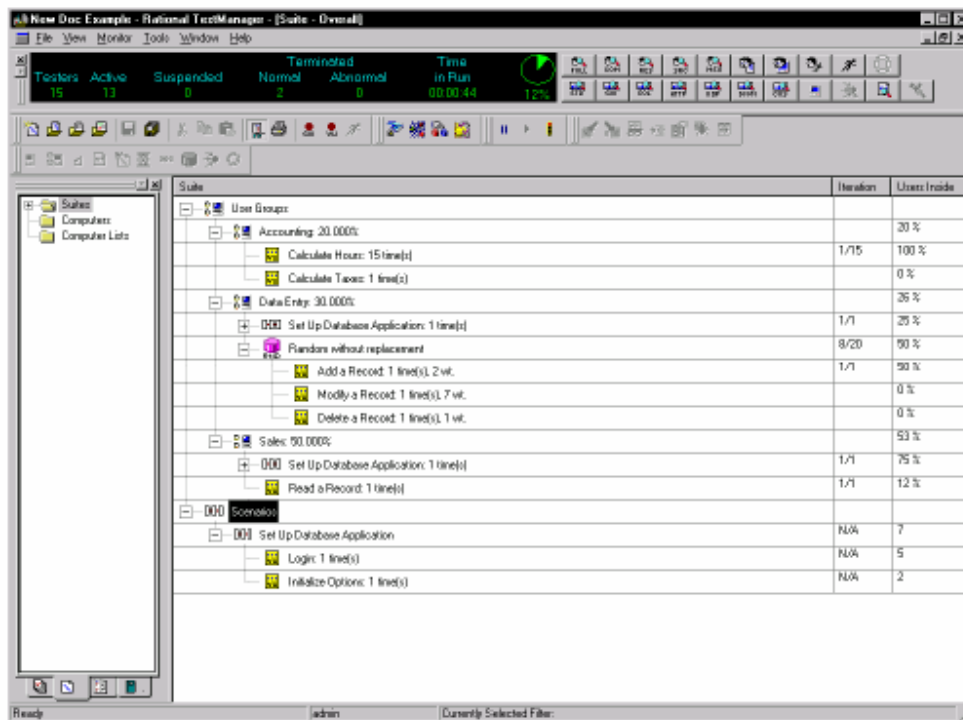 New Doc Example - Rational TestManager - [Suite - Overall]
File View Monitor Tools Window Help
Terminated Time
Testers Active Suspended Normal Abnormal in Run
15 13 0 2 0 00:00:44 12%
Suite Iteration Users Inside
Suites
Computers
Computer Lists
User Groups
Accounting: 20.000% 20 %
Calculate Hours: 15 time(s) 1/15 100 %
Calculate Taxes: 1 time(s) 0 %
Data Entry: 30.000% 26 %
Set Up Database Application: 1 time(s) 1/1 25 %
Random without replacement 8/20 50 %
Add a Record: 1 time(s), 2 wt. 1/1 50 %
Modify a Record: 1 time(s), 7 wt. 0 %
Delete a Record: 1 time(s), 1 wt. 0 %
Sales: 50.000% 53 %
Set Up Database Application: 1 time(s) 1/1 75 %
Read a Record: 1 time(s) 1/1 12 %
Scenarios
Set Up Database Application N/A 7
Login: 1 time(s) N/A 5
Initialize Options: 1 time(s) N/A 2
Ready admin Currently Selected Filter: